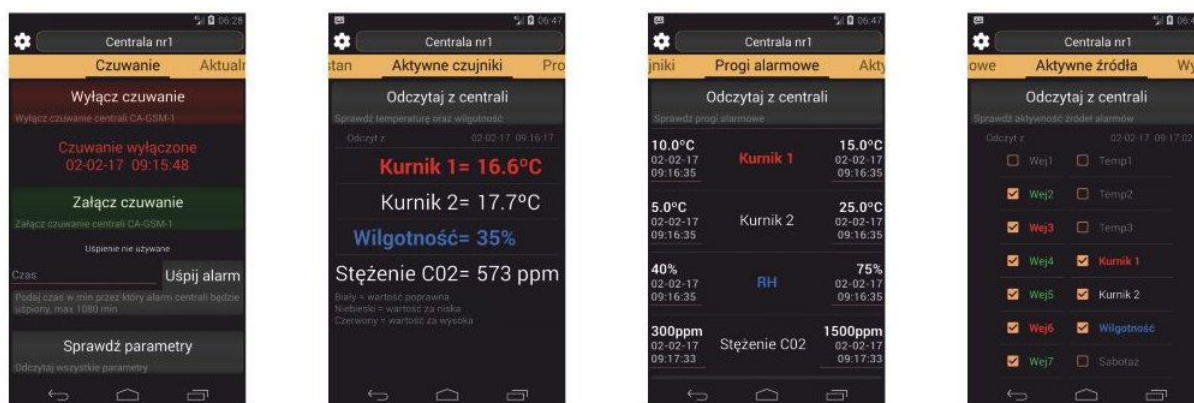 06:28
Centrala nr1
Czuwanie
Aktualn
Wyłącz czuwanie
Wyłącz czuwanie centrali CA-GSM-1
Czuwanie wyłączone
02-02-17 09:15:48
Załącz czuwanie
Załącz czuwanie centrali CA-GSM-1
Uśpienie nie używane
Czas
Uśpij alarm
Podaj czas w min przez który alarm centrali będzie
uśpiony, max 1080 min
Sprawdź parametry
Odczytaj wszystkie parametry
06:47
Centrala nr1
stan
Aktywne czujniki
Pro
Odczytaj z centrali
Sprawdź temperaturę oraz wilgotność
Odczyt z 02-02-17 09:16:17
Kurnik 1= 16.6ºC
Kurnik 2= 17.7ºC
Wilgotność= 35%
Stężenie C02= 573 ppm
Biały = wartość poprawna
Niebieski = wartość za niska
Czerwony = wartość za wysoka
06:47
Centrala nr1
jniki
Progi alarmowe
Akty
Odczytaj z centrali
Sprawdź progi alarmowe
10.0ºC
02-02-17
09:16:35
Kurnik 1
15.0ºC
02-02-17
09:16:35
5.0ºC
02-02-17
09:16:35
Kurnik 2
25.0ºC
02-02-17
09:16:35
40%
02-02-17
09:16:35
RH
75%
02-02-17
09:16:35
300ppm
02-02-17
09:17:33
Stężenie C02
1500ppm
02-02-17
09:17:33
Centrala nr1
owe
Aktywne źródła
Wy
Odczytaj z centrali
Sprawdź aktywność źródeł alarmów
Odczyt z 02-02-17 09:17:02
Wej1 Temp1
Wej2 Temp2
Wej3 Temp3
Wej4 Kurnik 1
Wej5 Kurnik 2
Wej6 Wilgotność
Wej7 Sabotaż